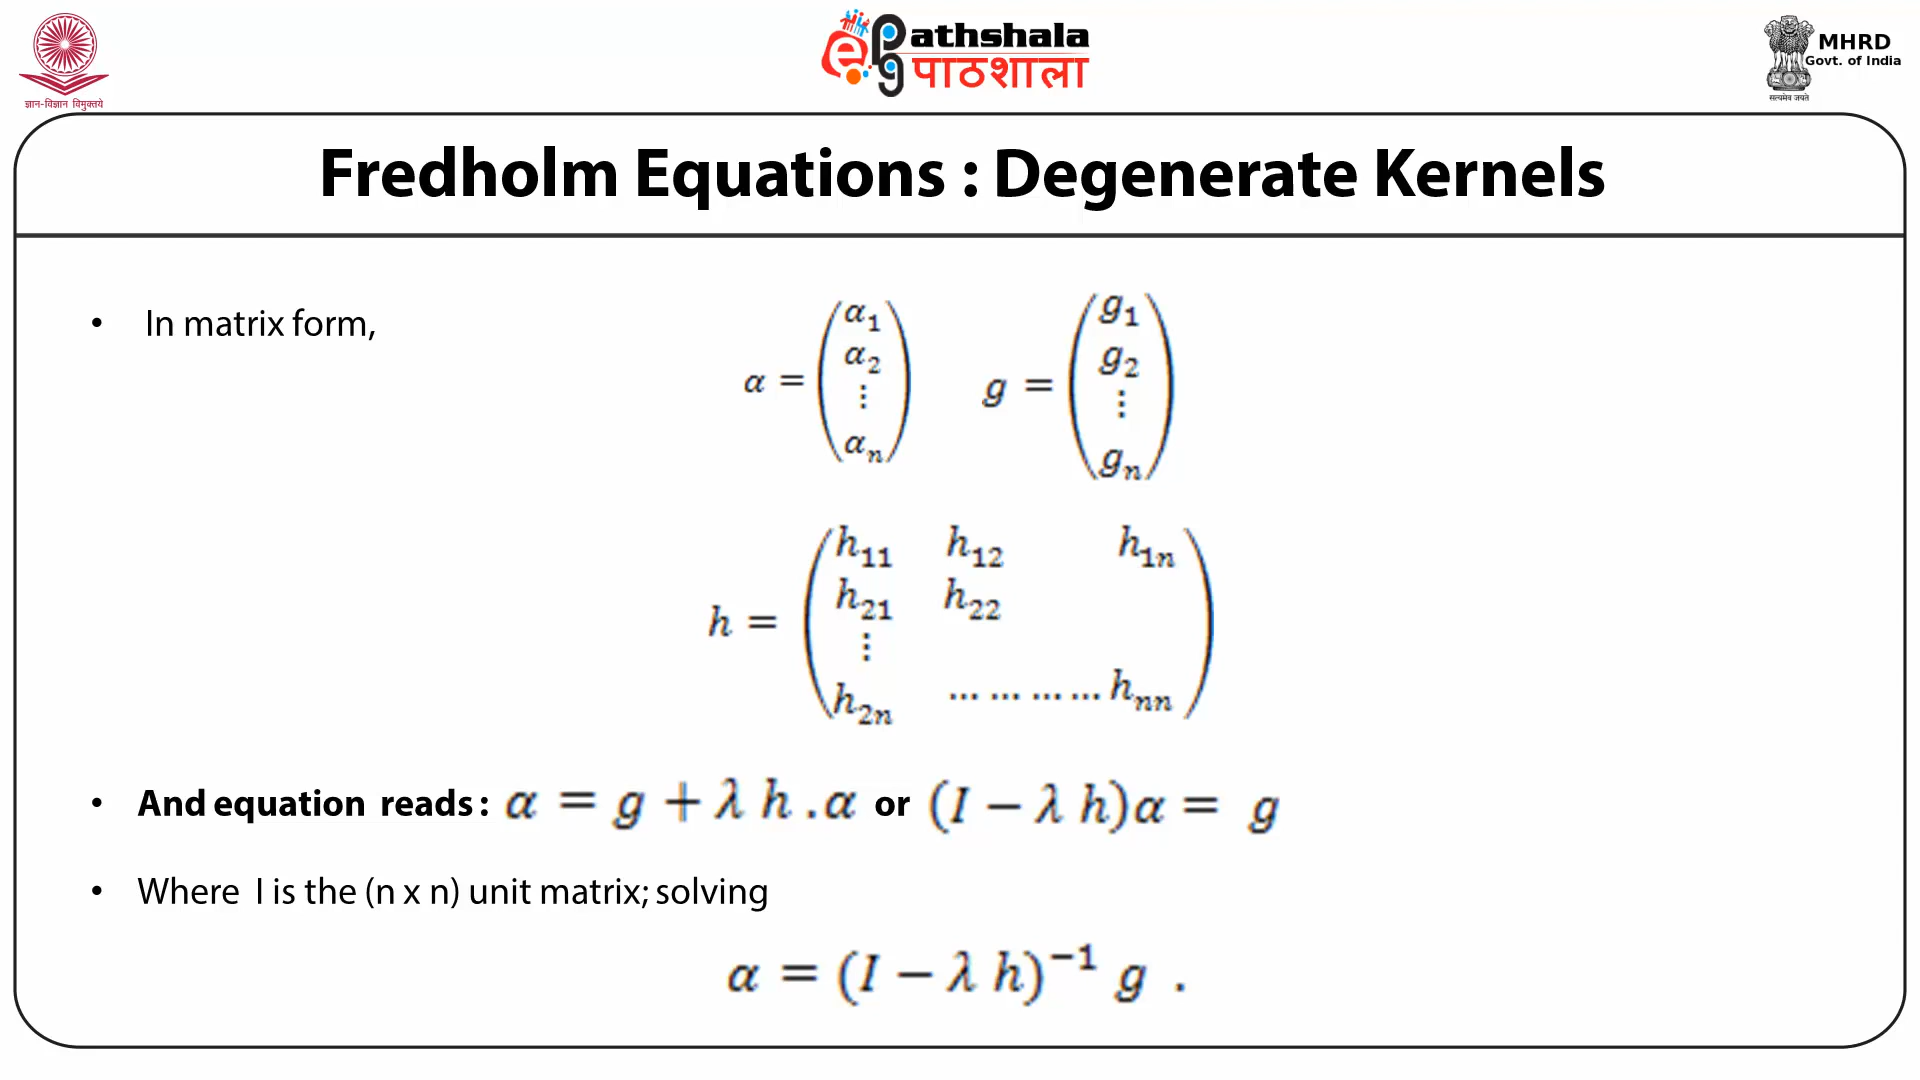 ज्ञान-विज्ञान विमुक्तये
ePathshala
पाठशाला
MHRD
Govt. of India
सत्यमेव जयते
Fredholm Equations : Degenerate Kernels
• In matrix form,
α = (α₁ α₂ ⋮ αₙ) g = (g₁ g₂ ⋮ gₙ)
h = (h₁₁ h₁₂ h₁ₙ
h₂₁ h₂₂
⋮
h₂ₙ … … … … hₙₙ)
• And equation reads : α = g + λ h . α or (I − λ h)α = g
• Where I is the (n x n) unit matrix; solving
α = (I − λ h)⁻¹ g .